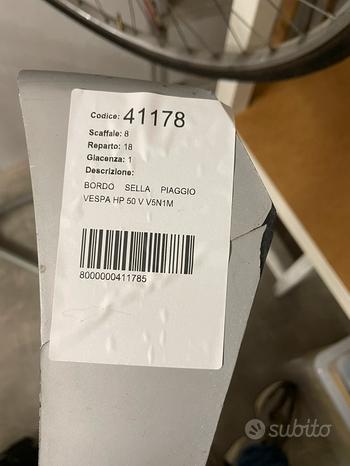 Codice: 41178
Scaffale: 8
Reparto: 18
Giacenza: 1
Descrizione:
BORDO SELLA PIAGGIO
VESPA HP 50 V V5N1M
8000000411785
subito